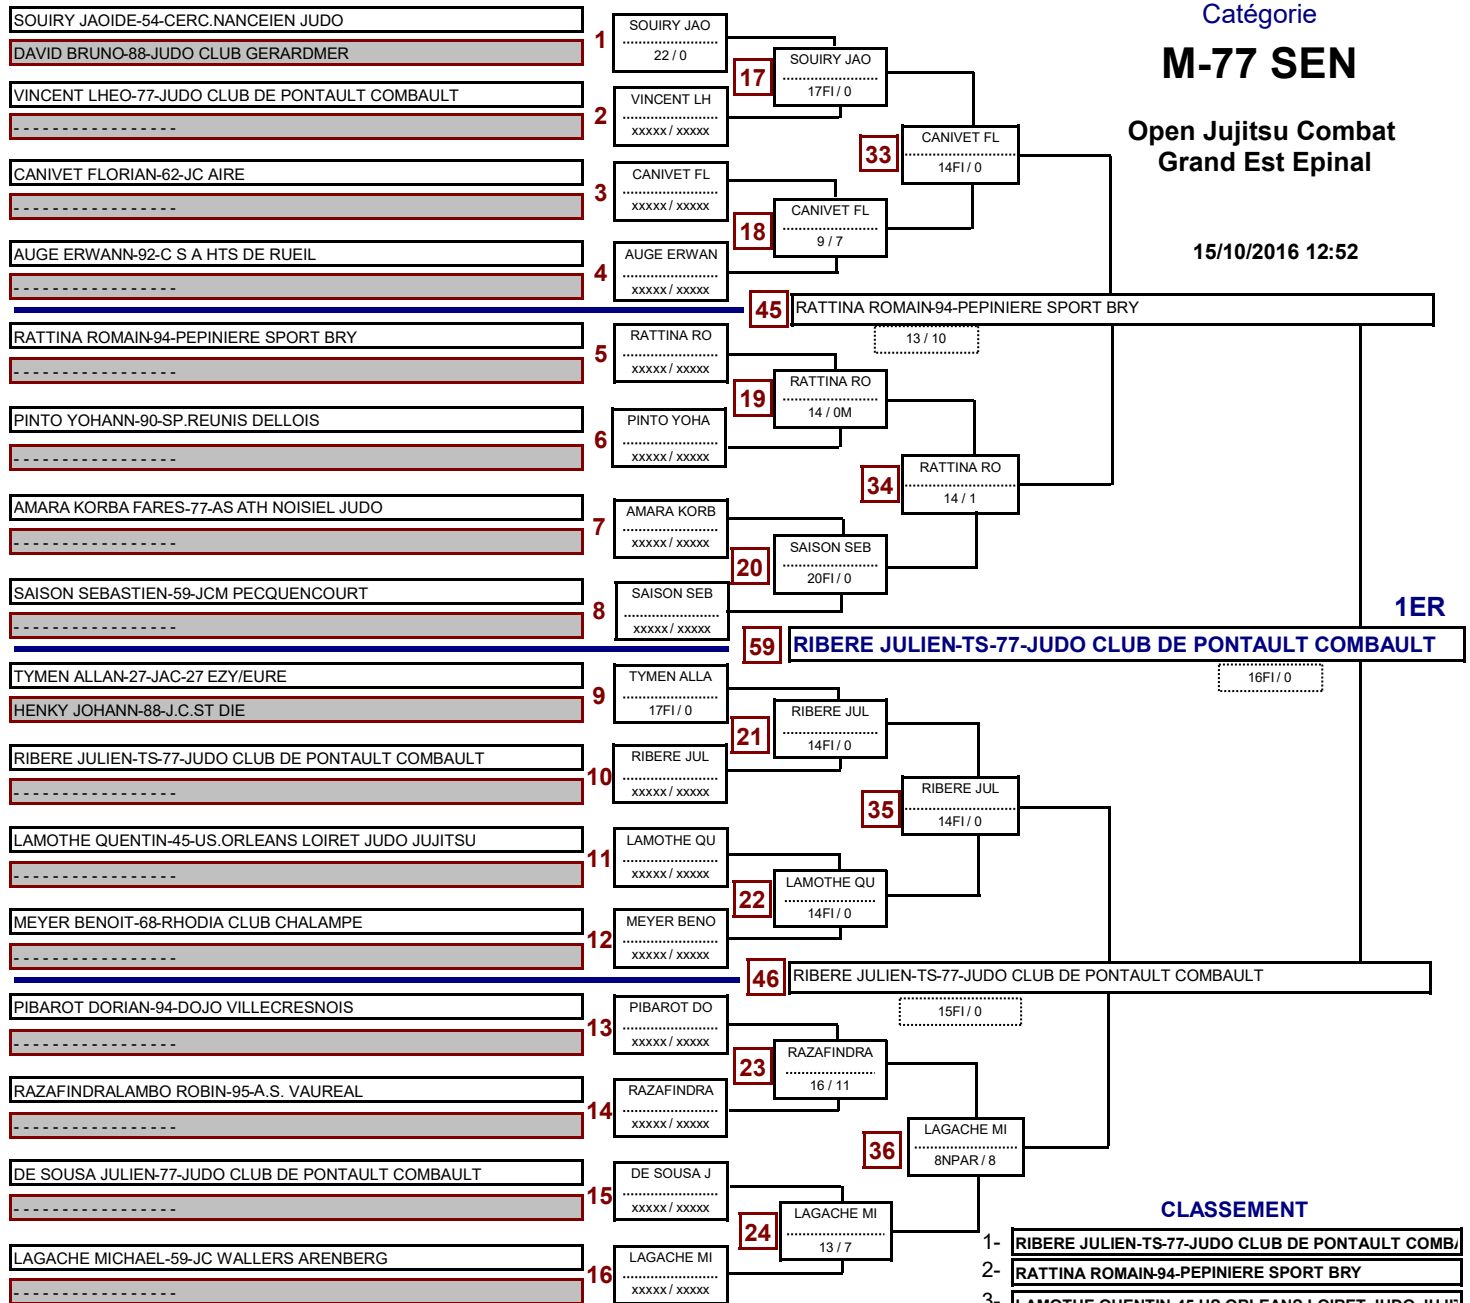 Catégorie
M-77 SEN
Open Jujitsu Combat
Grand Est Epinal
15/10/2016 12:52
SOUIRY JAOIDE-54-CERC.NANCEIEN JUDO
DAVID BRUNO-88-JUDO CLUB GERARDMER
1
SOUIRY JAO
22 / 0
VINCENT LHEO-77-JUDO CLUB DE PONTAULT COMBAULT
- - - - - - - - - - - - - - - - -
2
VINCENT LH
xxxxx / xxxxx
17
SOUIRY JAO
17FI / 0
CANIVET FLORIAN-62-JC AIRE
- - - - - - - - - - - - - - - - -
3
CANIVET FL
xxxxx / xxxxx
AUGE ERWANN-92-C S A HTS DE RUEIL
- - - - - - - - - - - - - - - - -
4
AUGE ERWAN
xxxxx / xxxxx
18
CANIVET FL
9 / 7
33
CANIVET FL
14FI / 0
45
RATTINA ROMAIN-94-PEPINIERE SPORT BRY
13 / 10
RATTINA ROMAIN-94-PEPINIERE SPORT BRY
- - - - - - - - - - - - - - - - -
5
RATTINA RO
xxxxx / xxxxx
PINTO YOHANN-90-SP.REUNIS DELLOIS
- - - - - - - - - - - - - - - - -
6
PINTO YOHA
xxxxx / xxxxx
19
RATTINA RO
14 / 0M
AMARA KORBA FARES-77-AS ATH NOISIEL JUDO
- - - - - - - - - - - - - - - - -
7
AMARA KORB
xxxxx / xxxxx
SAISON SEBASTIEN-59-JCM PECQUENCOURT
- - - - - - - - - - - - - - - - -
8
SAISON SEB
xxxxx / xxxxx
20
SAISON SEB
20FI / 0
34
RATTINA RO
14 / 1
1ER
59
RIBERE JULIEN-TS-77-JUDO CLUB DE PONTAULT COMBAULT
16FI / 0
TYMEN ALLAN-27-JAC-27 EZY/EURE
HENKY JOHANN-88-J.C.ST DIE
9
TYMEN ALLA
17FI / 0
RIBERE JULIEN-TS-77-JUDO CLUB DE PONTAULT COMBAULT
- - - - - - - - - - - - - - - - -
10
RIBERE JUL
xxxxx / xxxxx
21
RIBERE JUL
14FI / 0
LAMOTHE QUENTIN-45-US.ORLEANS LOIRET JUDO JUJITSU
- - - - - - - - - - - - - - - - -
11
LAMOTHE QU
xxxxx / xxxxx
MEYER BENOIT-68-RHODIA CLUB CHALAMPE
- - - - - - - - - - - - - - - - -
12
MEYER BENO
xxxxx / xxxxx
22
LAMOTHE QU
14FI / 0
35
RIBERE JUL
14FI / 0
46
RIBERE JULIEN-TS-77-JUDO CLUB DE PONTAULT COMBAULT
15FI / 0
PIBAROT DORIAN-94-DOJO VILLECRESNOIS
- - - - - - - - - - - - - - - - -
13
PIBAROT DO
xxxxx / xxxxx
RAZAFINDRALAMBO ROBIN-95-A.S. VAUREAL
- - - - - - - - - - - - - - - - -
14
RAZAFINDRA
xxxxx / xxxxx
23
RAZAFINDRA
16 / 11
DE SOUSA JULIEN-77-JUDO CLUB DE PONTAULT COMBAULT
- - - - - - - - - - - - - - - - -
15
DE SOUSA J
xxxxx / xxxxx
LAGACHE MICHAEL-59-JC WALLERS ARENBERG
- - - - - - - - - - - - - - - - -
16
LAGACHE MI
xxxxx / xxxxx
24
LAGACHE MI
13 / 7
36
LAGACHE MI
8NPAR / 8
CLASSEMENT
1- RIBERE JULIEN-TS-77-JUDO CLUB DE PONTAULT COMB
2- RATTINA ROMAIN-94-PEPINIERE SPORT BRY
3- LAMOTHE QUENTIN-45-US.ORLEANS LOIRET JUDO JUJIT